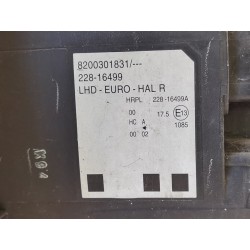 8200301831/---
228-16499
LHD - EURO - HAL R
HRPL 228-16499A
00 17.5 E13
HC A 1085
00 02